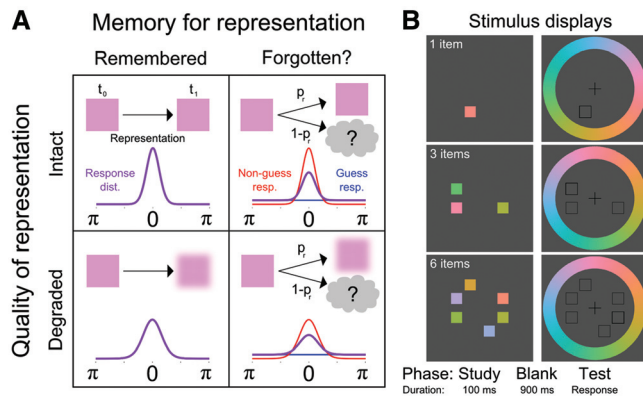 A
Memory for representation
Remembered
Forgotten?
Quality of representation
Intact
Degraded
t0
t1
Representation
Response
dist.
pr
1-pr
?
Non-guess
resp.
Guess
resp.
π
0
π
π
0
π
pr
1-pr
?
π
0
π
π
0
π
B
Stimulus displays
1 item
3 items
6 items
Phase: Study Blank Test
Duration: 100 ms 900 ms Response